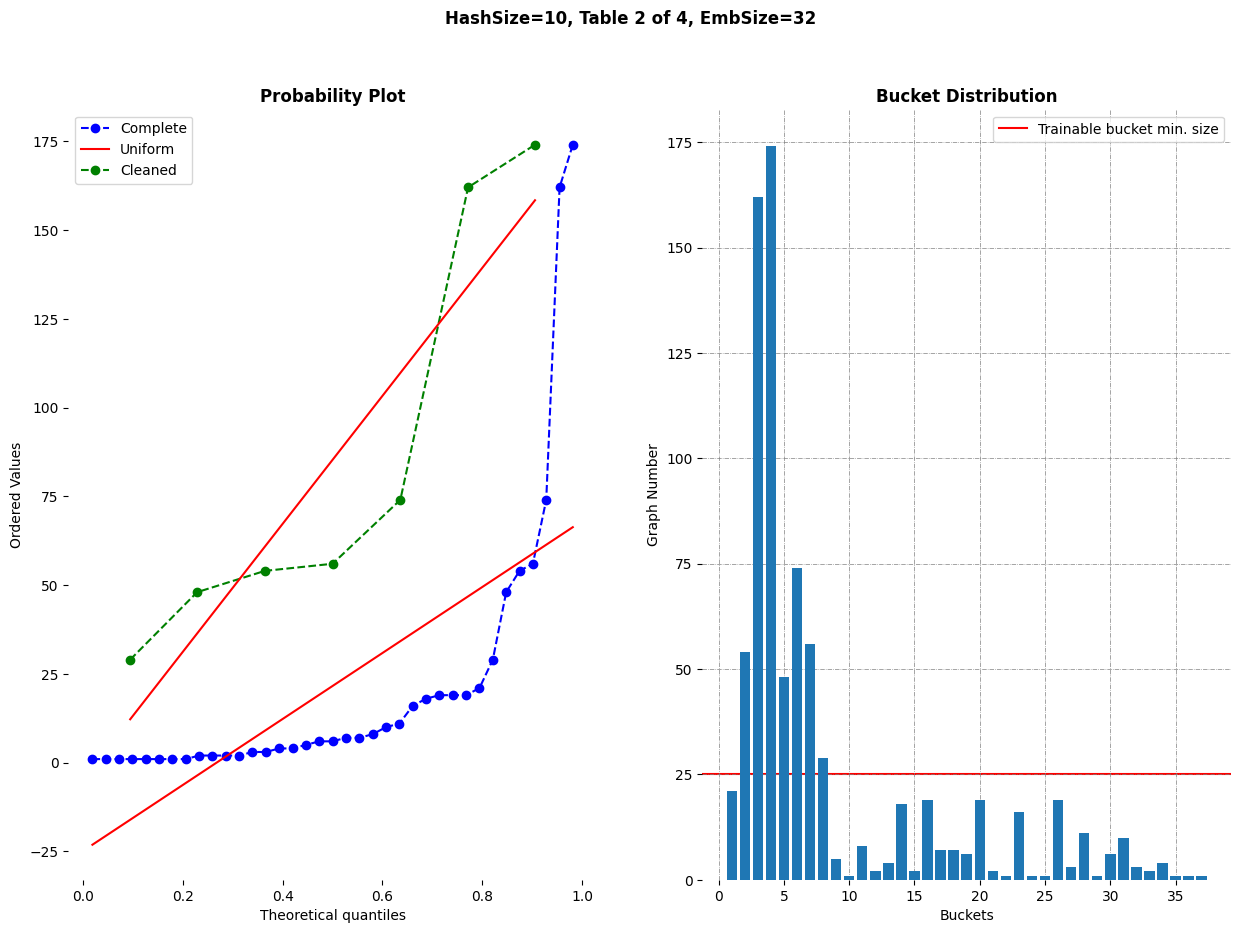 HashSize=10, Table 2 of 4, EmbSize=32
Probability Plot
Complete
Uniform
Cleaned
175
150
125
100
75
50
25
0
−25
Ordered Values
0.0 0.2 0.4 0.6 0.8 1.0
Theoretical quantiles
Bucket Distribution
Trainable bucket min. size
175
150
125
100
75
50
25
0
Graph Number
0 5 10 15 20 25 30 35
Buckets